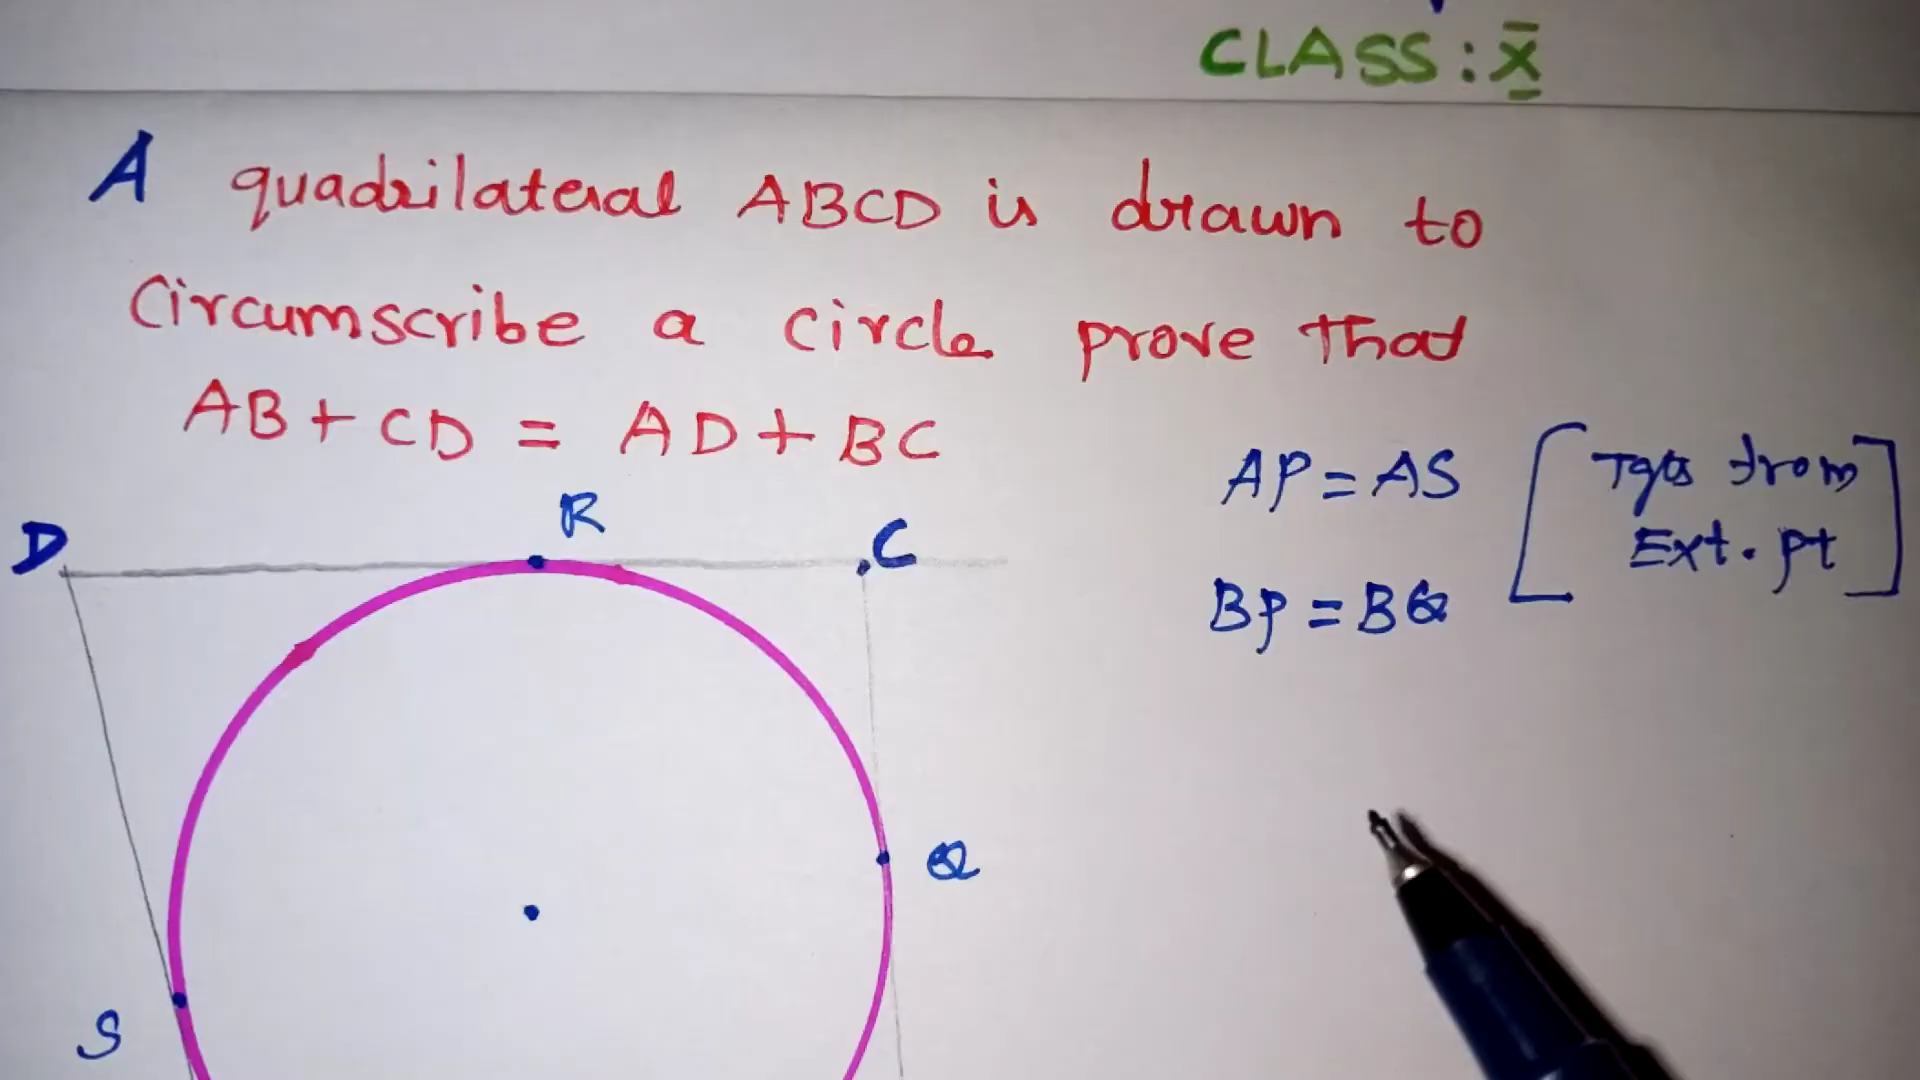 CLASS: X
A quadrilateral ABCD is drawn to
Circumscribe a circle prove that
AB + CD = AD + BC
AP = AS [Tgts from
Ext. pt]
BP = BQ
R
D
C
Q
S